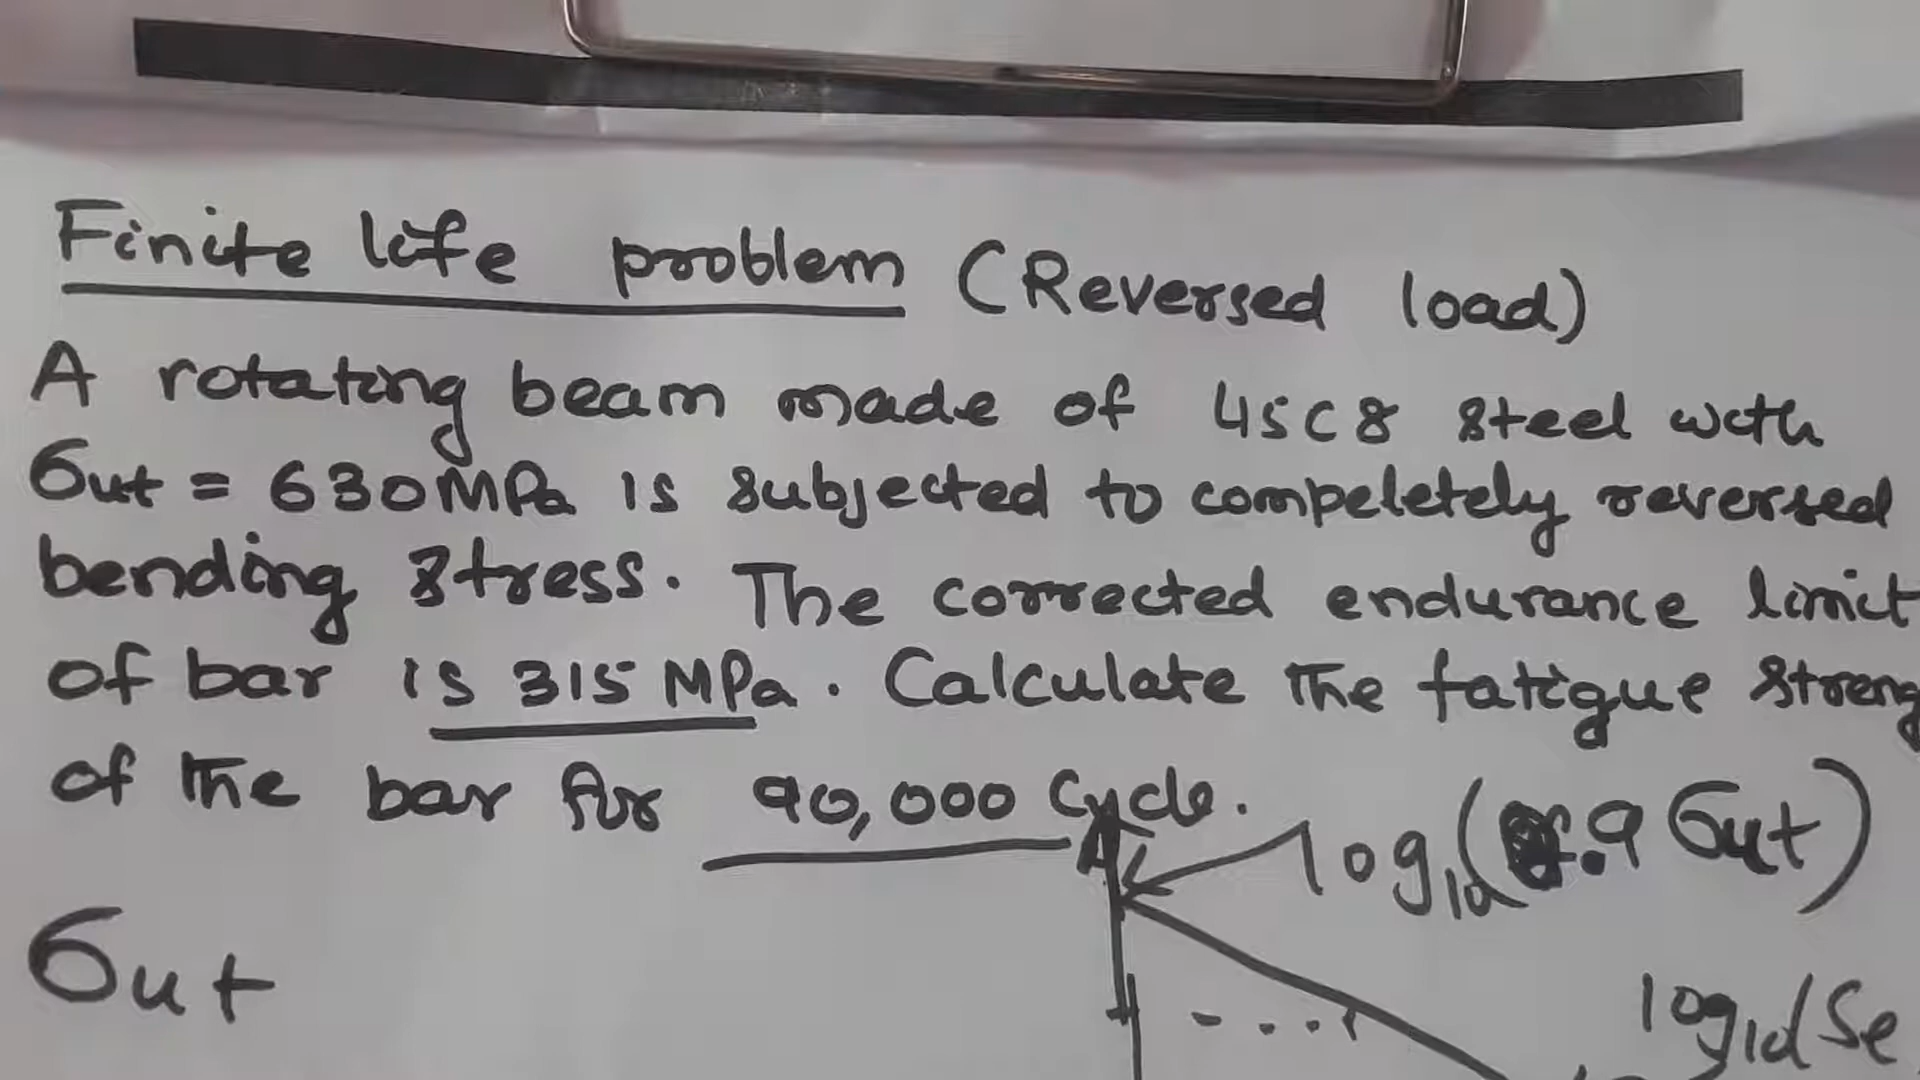 Finite life problem (Reversed load)
A rotating beam made of 45C8 steel with
σut = 630MPa is subjected to compeletely reversed
bending stress. The corrected endurance limit
of bar is 315 MPa. Calculate the fatigue streng
of the bar for 90,000 Cycle.
log10(0.9 σut)
σut
log10(Se